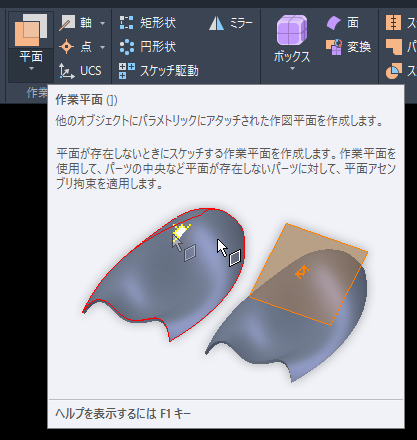 軸
矩形状
ミラー
面
点
円形状
変換
平面
UCS
スケッチ駆動
ボックス
作業
作業平面 (])
他のオブジェクトにパラメトリックにアタッチされた作図平面を作成します。
平面が存在しないときにスケッチする作業平面を作成します。作業平面を
使用して、パーツの中央など平面が存在しないパーツに対して、平面アセン
ブリ拘束を適用します。
ヘルプを表示するには F1 キー